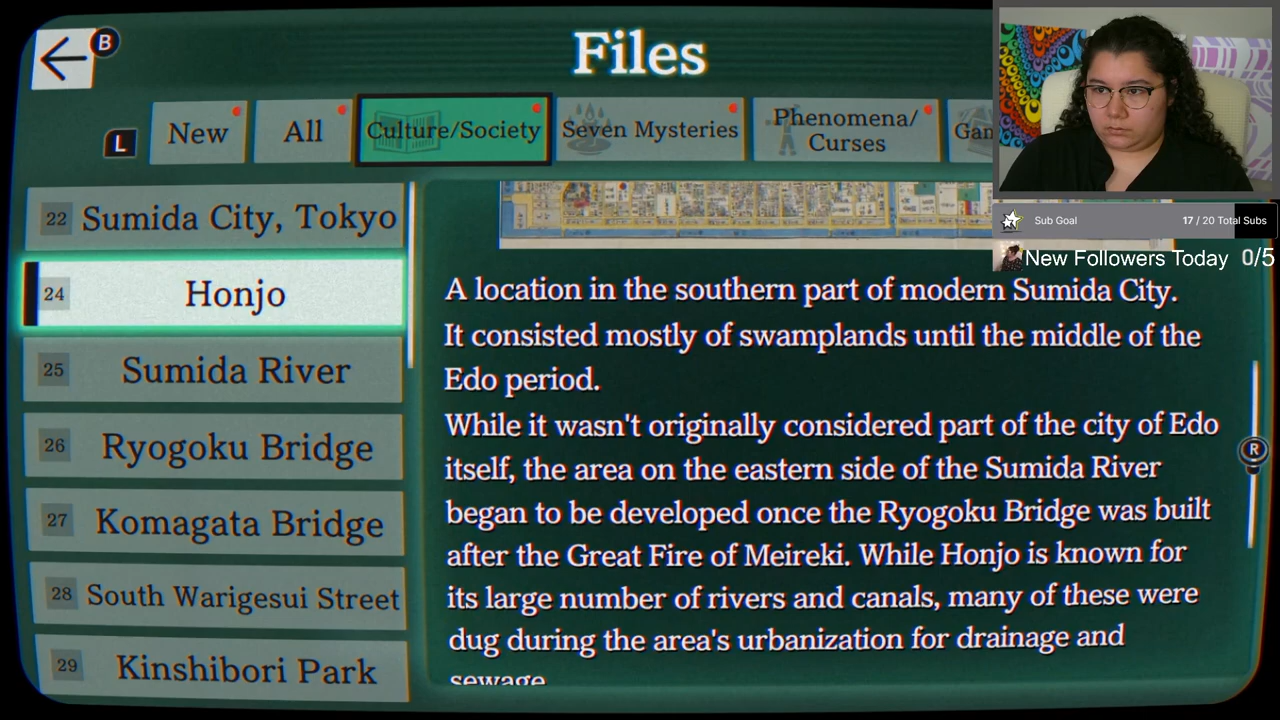 B
Files
L
New
All
Culture/Society
Seven Mysteries
Phenomena/
Curses
Sub Goal
17 / 20 Total Subs
New Followers Today 0/5
22 Sumida City, Tokyo
24 Honjo
25 Sumida River
26 Ryogoku Bridge
27 Komagata Bridge
28 South Warigesui Street
29 Kinshibori Park
A location in the southern part of modern Sumida City.
It consisted mostly of swamplands until the middle of the
Edo period.
While it wasn't originally considered part of the city of Edo
itself, the area on the eastern side of the Sumida River
began to be developed once the Ryogoku Bridge was built
after the Great Fire of Meireki. While Honjo is known for
its large number of rivers and canals, many of these were
dug during the area's urbanization for drainage and
sewage
R